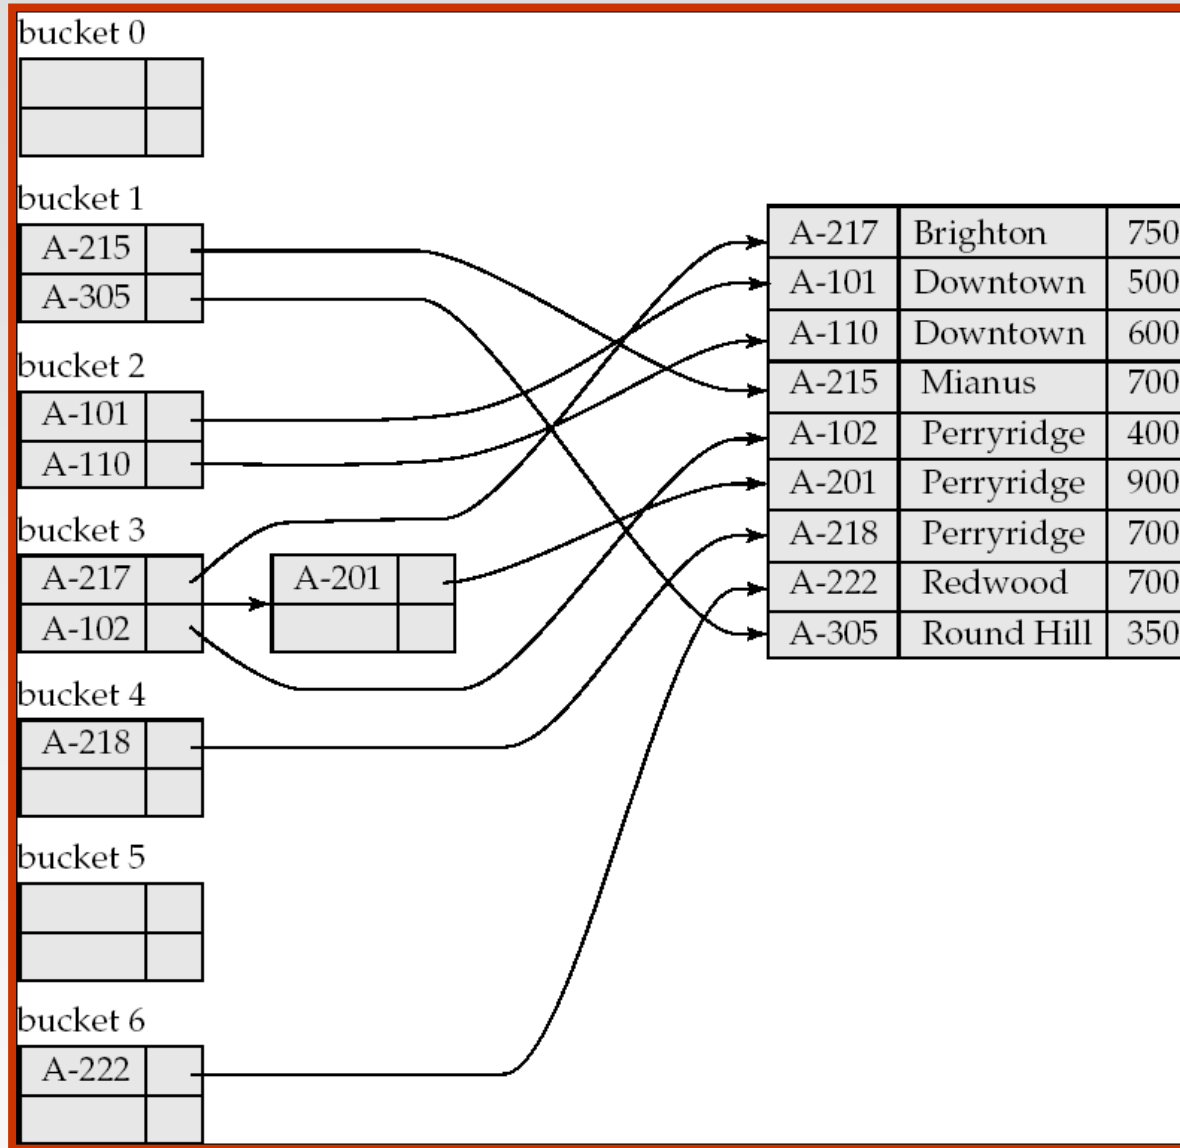 bucket 0
bucket 1
A-215
A-305
bucket 2
A-101
A-110
bucket 3
A-217
A-102
A-201
bucket 4
A-218
bucket 5
bucket 6
A-222
A-217 Brighton 750
A-101 Downtown 500
A-110 Downtown 600
A-215 Mianus 700
A-102 Perryridge 400
A-201 Perryridge 900
A-218 Perryridge 700
A-222 Redwood 700
A-305 Round Hill 350